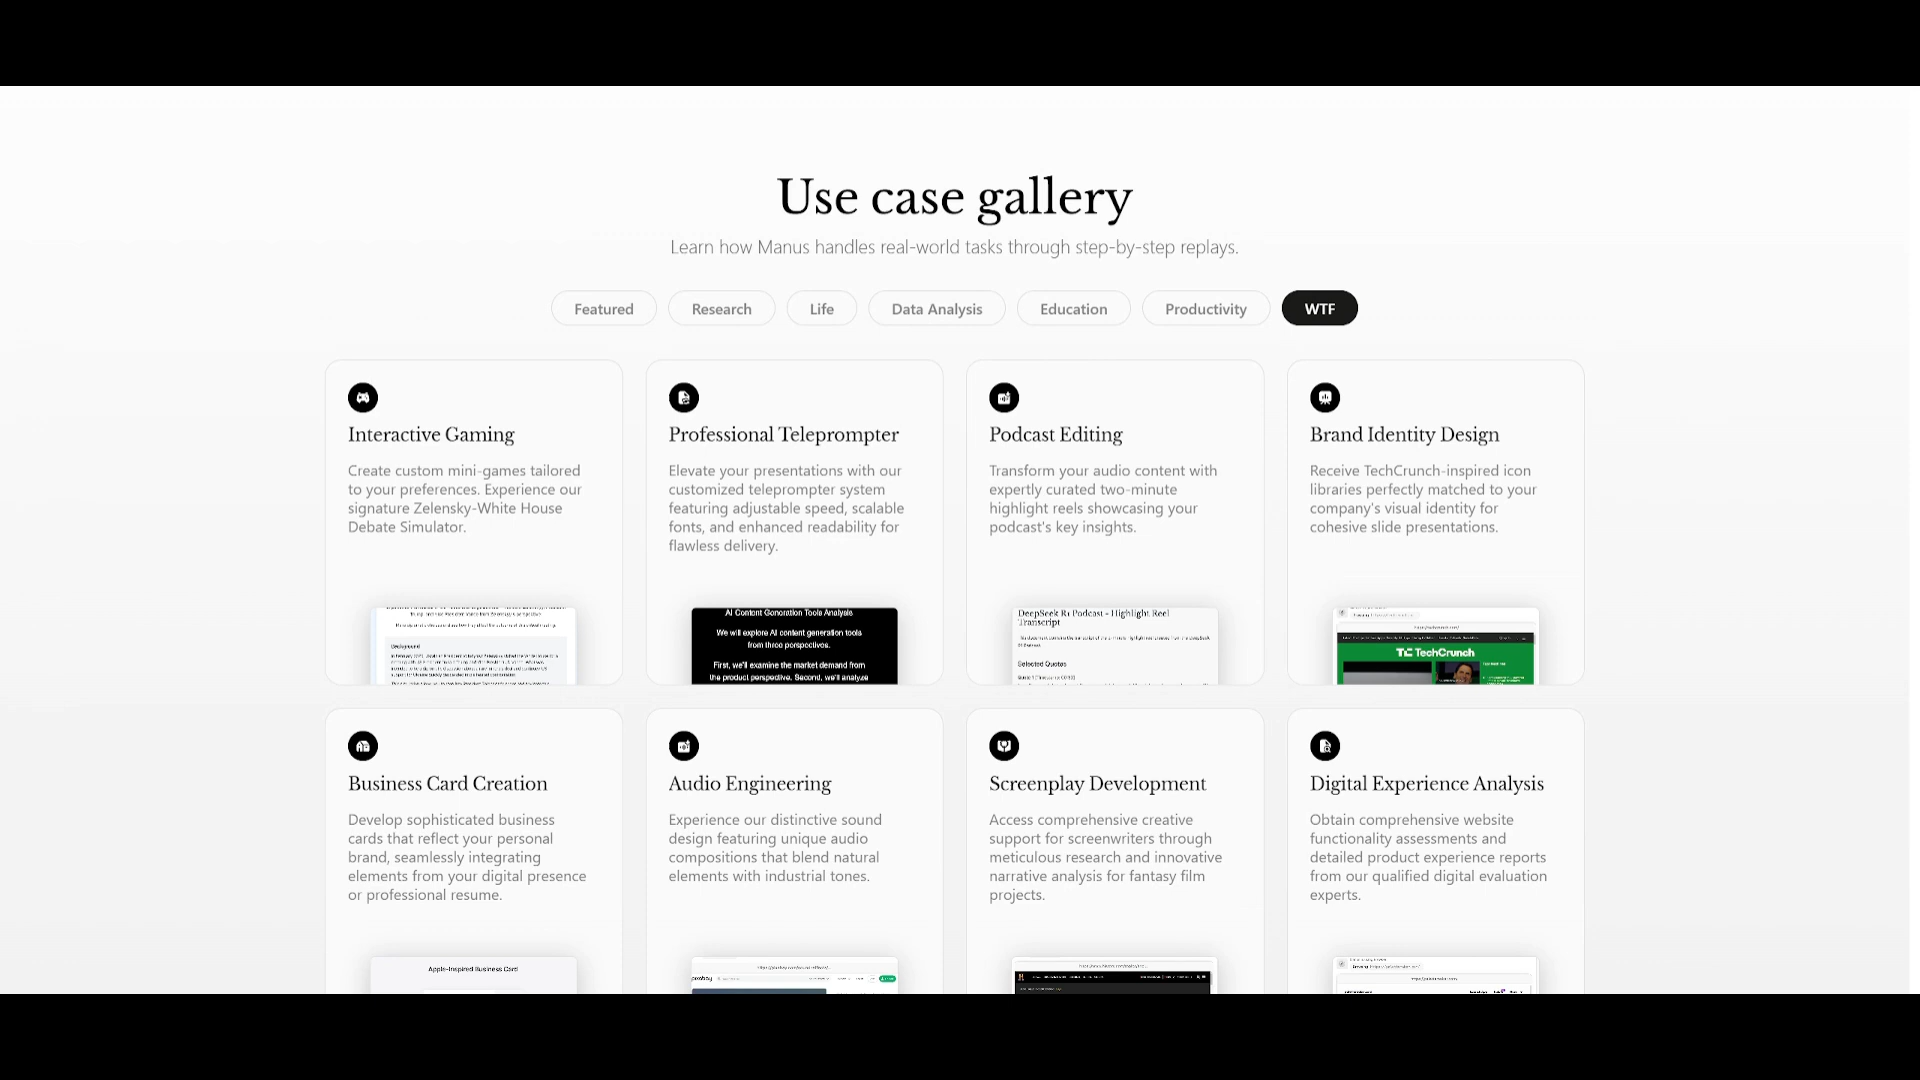 Use case gallery
Learn how Manus handles real-world tasks through step-by-step replays.
Featured
Research
Life
Data Analysis
Education
Productivity
WTF
Interactive Gaming
Create custom mini-games tailored
to your preferences. Experience our
signature Zelensky-White House
Debate Simulator.
Professional Teleprompter
Elevate your presentations with our
customized teleprompter system
featuring adjustable speed, scalable
fonts, and enhanced readability for
flawless delivery.
Podcast Editing
Transform your audio content with
expertly curated two-minute
highlight reels showcasing your
podcast's key insights.
Brand Identity Design
Receive TechCrunch-inspired icon
libraries perfectly matched to your
company's visual identity for
cohesive slide presentations.
Background
AI Content Generation Tools Analysis
We will explore AI content generation tools
from three perspectives.
First, we'll examine the market demand from
the product perspective. Second, we'll analyze
DeepSeek R1 Podcast - Highlight Reel
Transcript
Selected Quotes
TechCrunch
Business Card Creation
Develop sophisticated business
cards that reflect your personal
brand, seamlessly integrating
elements from your digital presence
or professional resume.
Audio Engineering
Experience our distinctive sound
design featuring unique audio
compositions that blend natural
elements with industrial tones.
Screenplay Development
Access comprehensive creative
support for screenwriters through
meticulous research and innovative
narrative analysis for fantasy film
projects.
Digital Experience Analysis
Obtain comprehensive website
functionality assessments and
detailed product experience reports
from our qualified digital evaluation
experts.
Apple-Inspired Business Card
pixabay